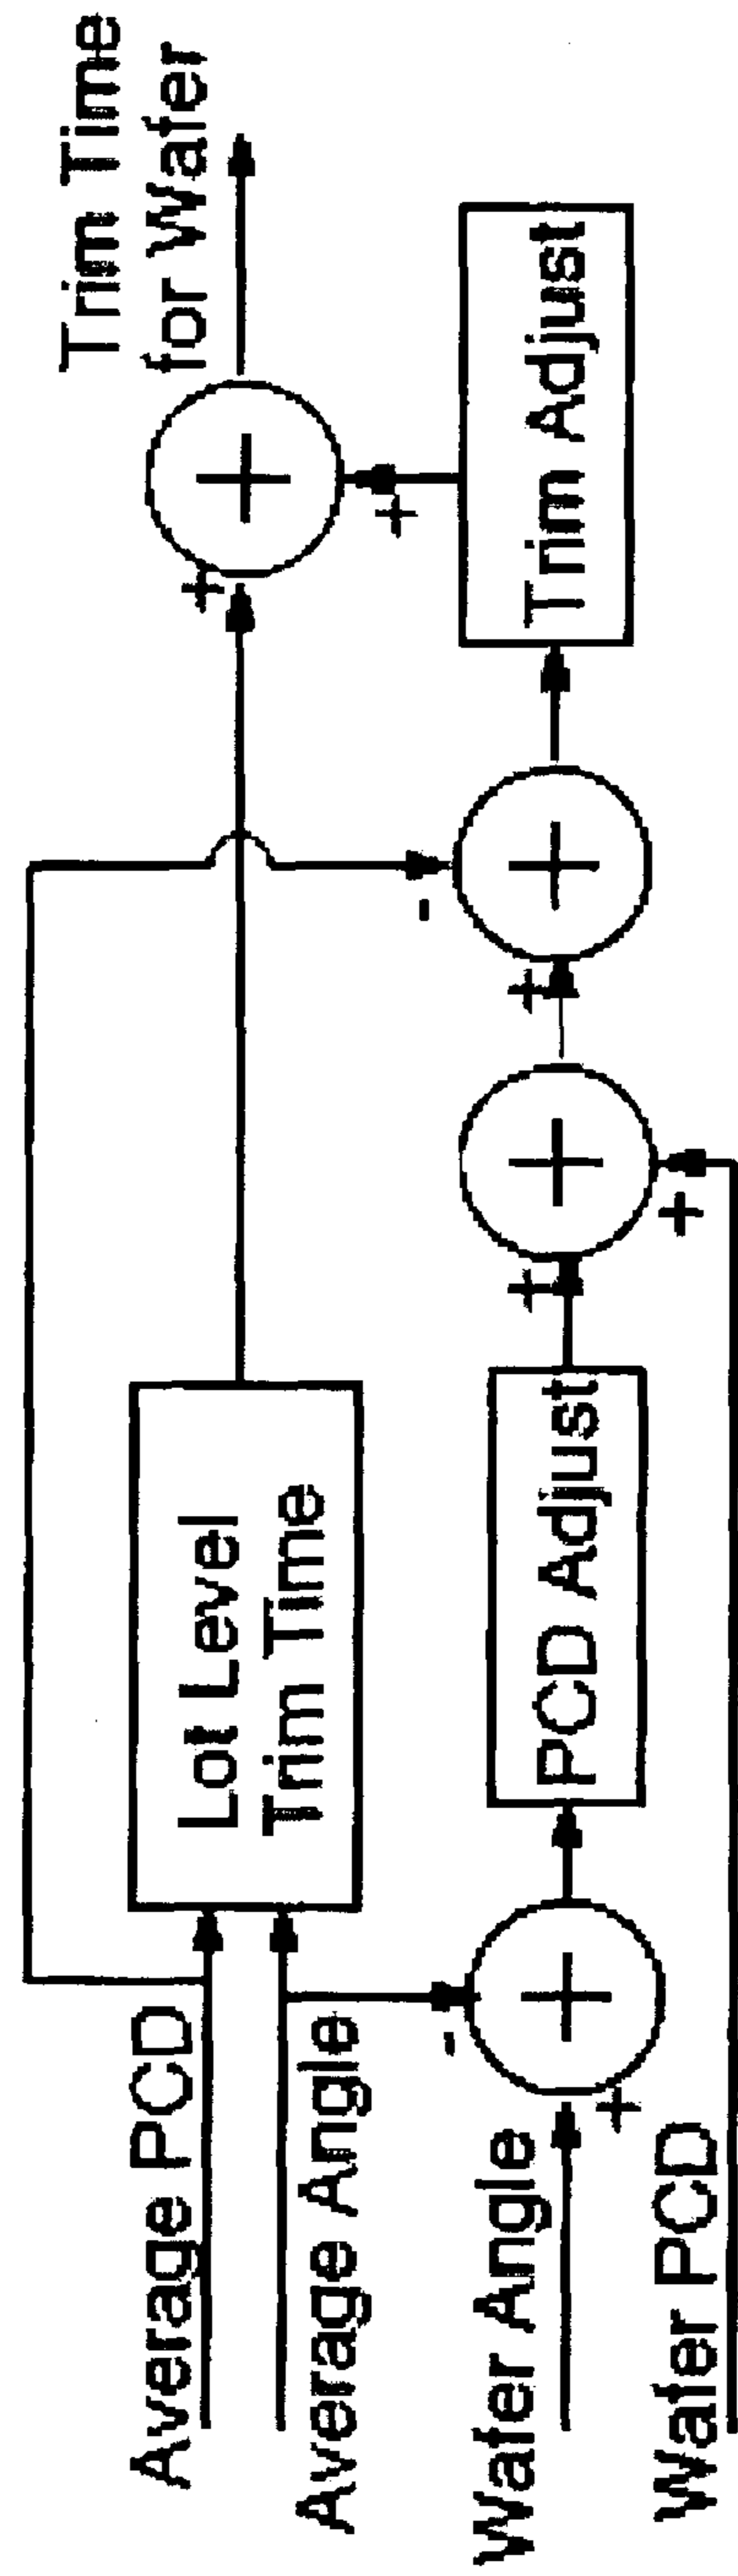 Average PCD
Average Angle
Wafer Angle
Wafer PCD
Lot Level
Trim Time
PCD Adjust
+
-
+
+
+
-
+
+
+
+
+
+
Trim Adjust
Trim Time
for Wafer